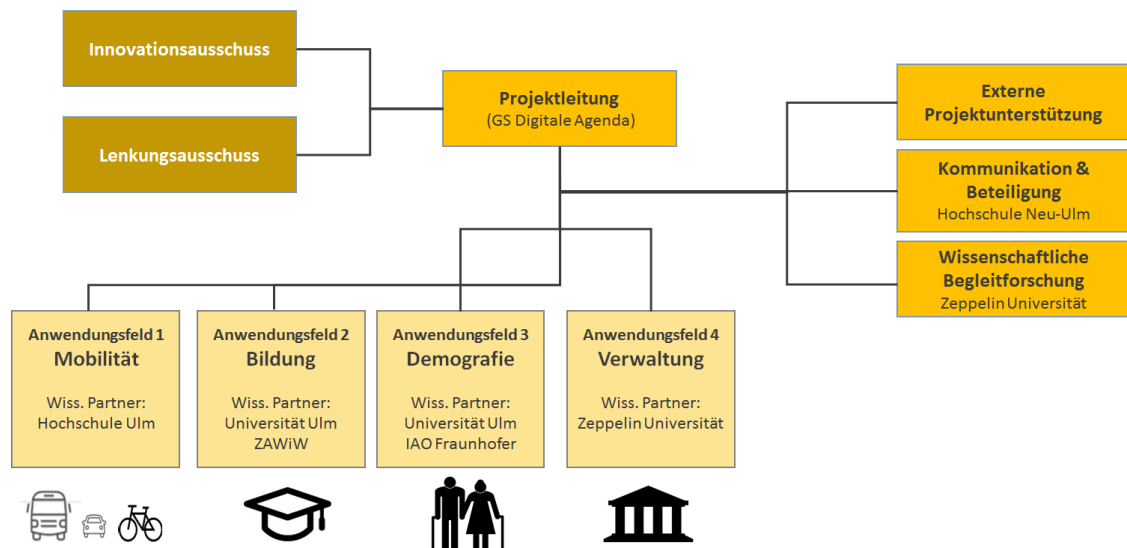 Innovationsausschuss
Lenkungsausschuss
Projektleitung
(GS Digitale Agenda)
Externe
Projektunterstützung
Kommunikation &
Beteiligung
Hochschule Neu-Ulm
Wissenschaftliche
Begleitforschung
Zeppelin Universität
Anwendungsfeld 1
Mobilität
Wiss. Partner:
Hochschule Ulm
Anwendungsfeld 2
Bildung
Wiss. Partner:
Universität Ulm
ZAWiW
Anwendungsfeld 3
Demografie
Wiss. Partner:
Universität Ulm
IAO Fraunhofer
Anwendungsfeld 4
Verwaltung
Wiss. Partner:
Zeppelin Universität